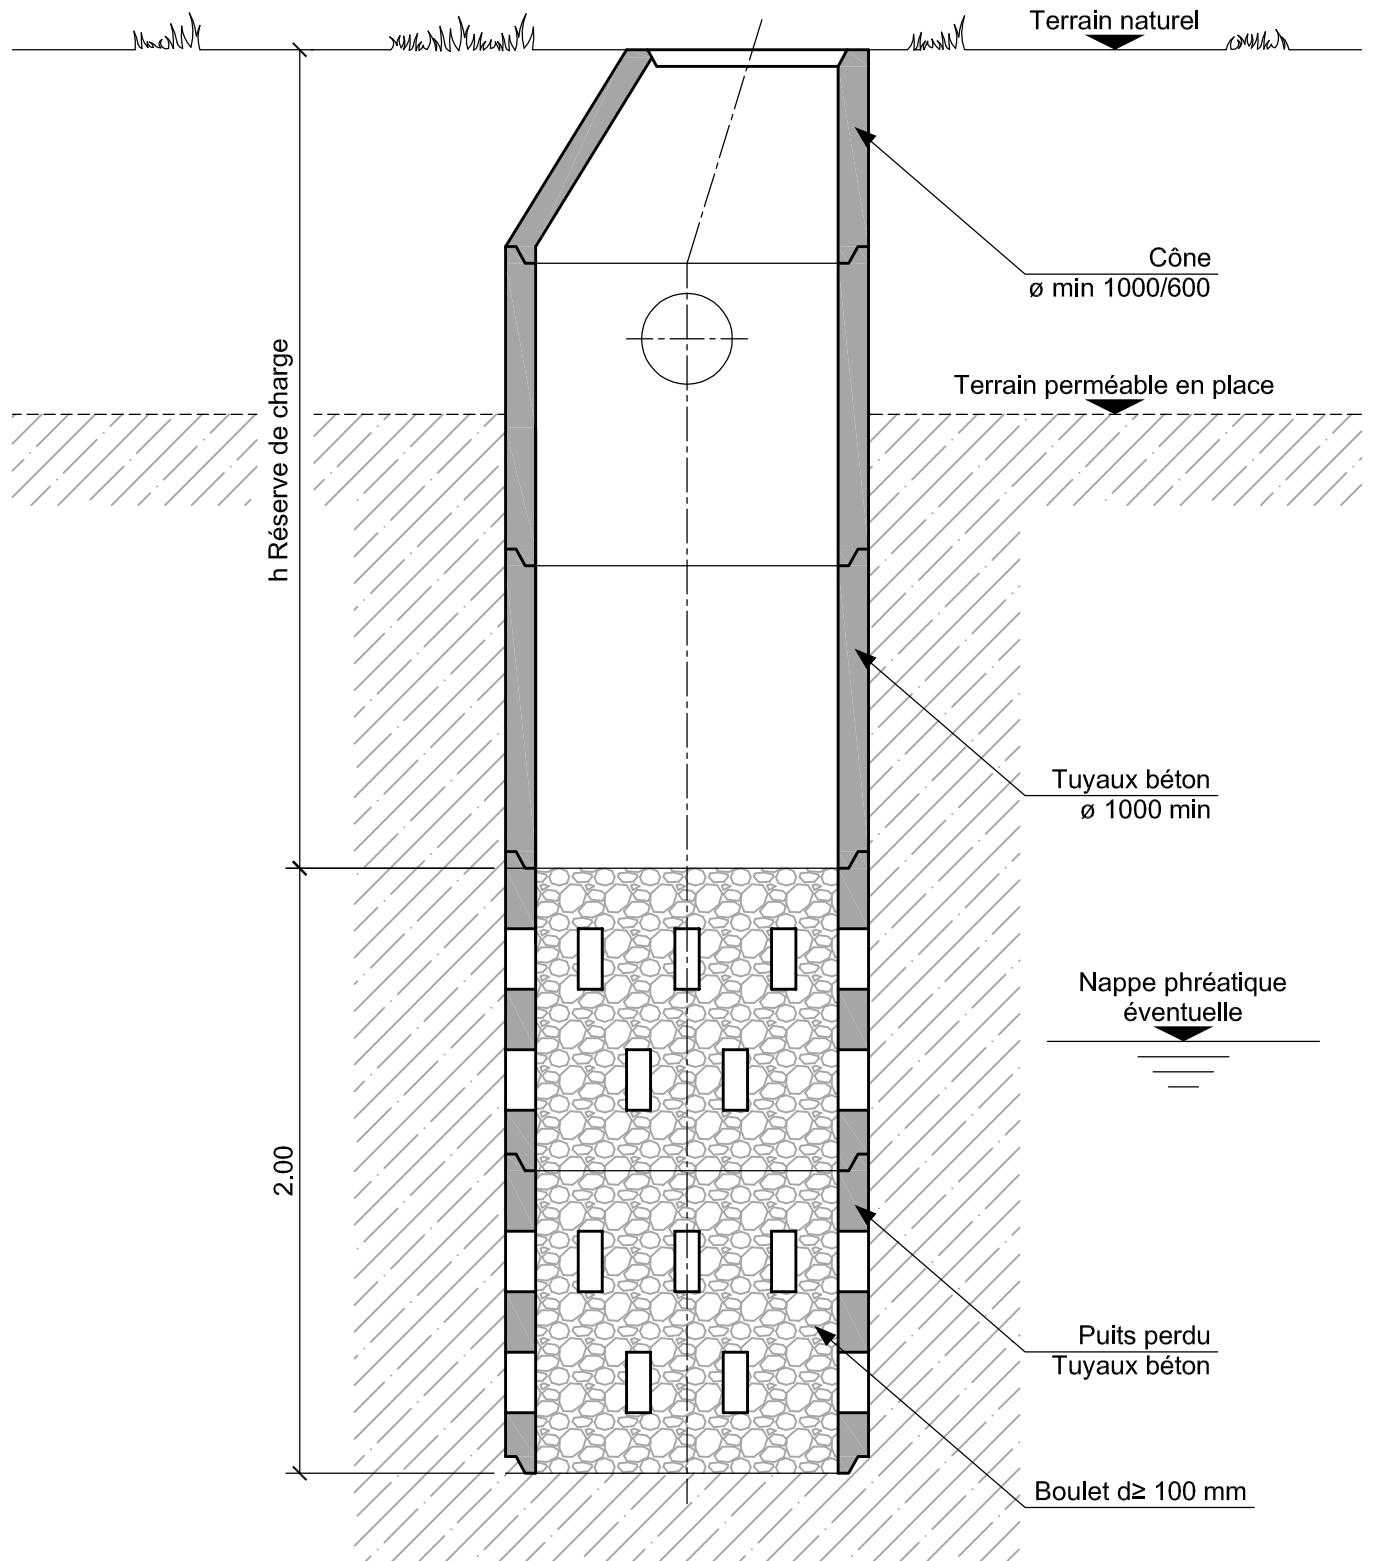 Terrain naturel
Cône
ø min 1000/600
Terrain perméable en place
h Réserve de charge
Tuyaux béton
ø 1000 min
Nappe phréatique
éventuelle
2.00
Puits perdu
Tuyaux béton
Boulet d≥ 100 mm